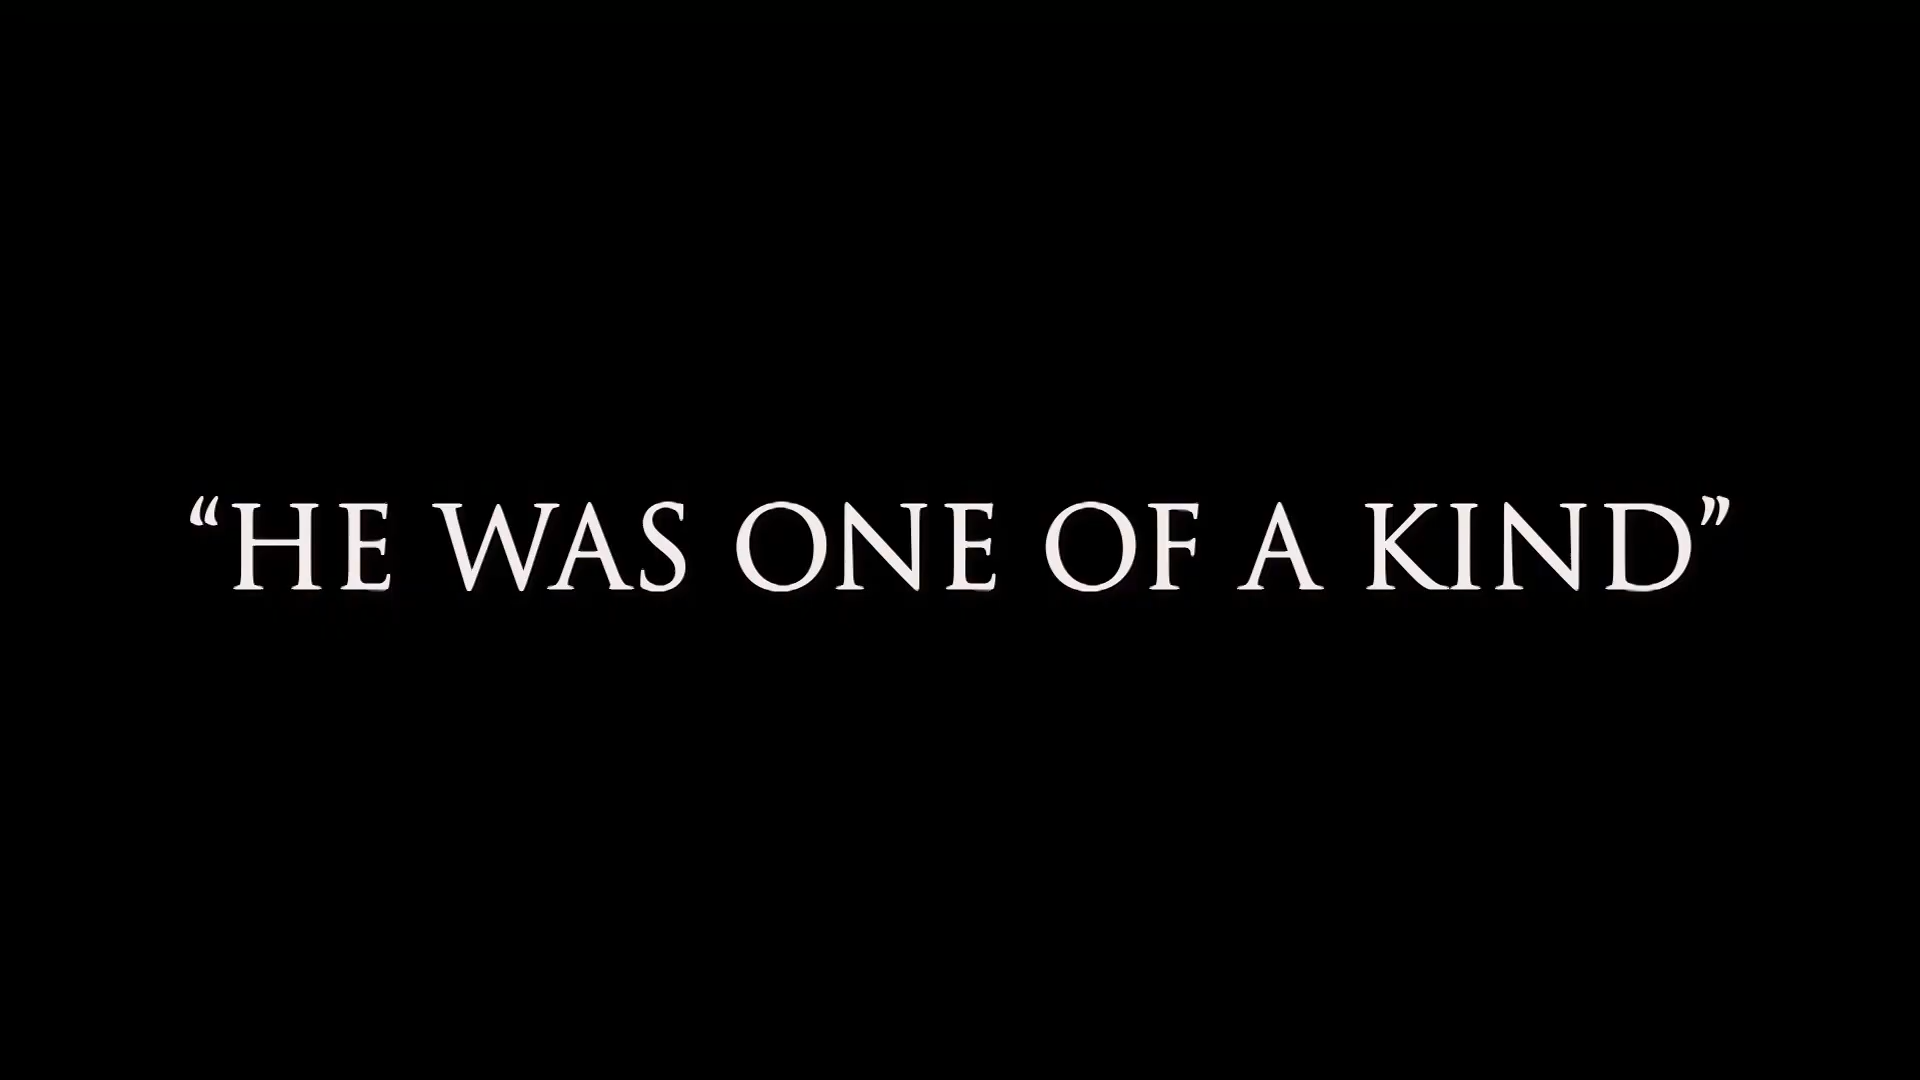 “HE WAS ONE OF A KIND”